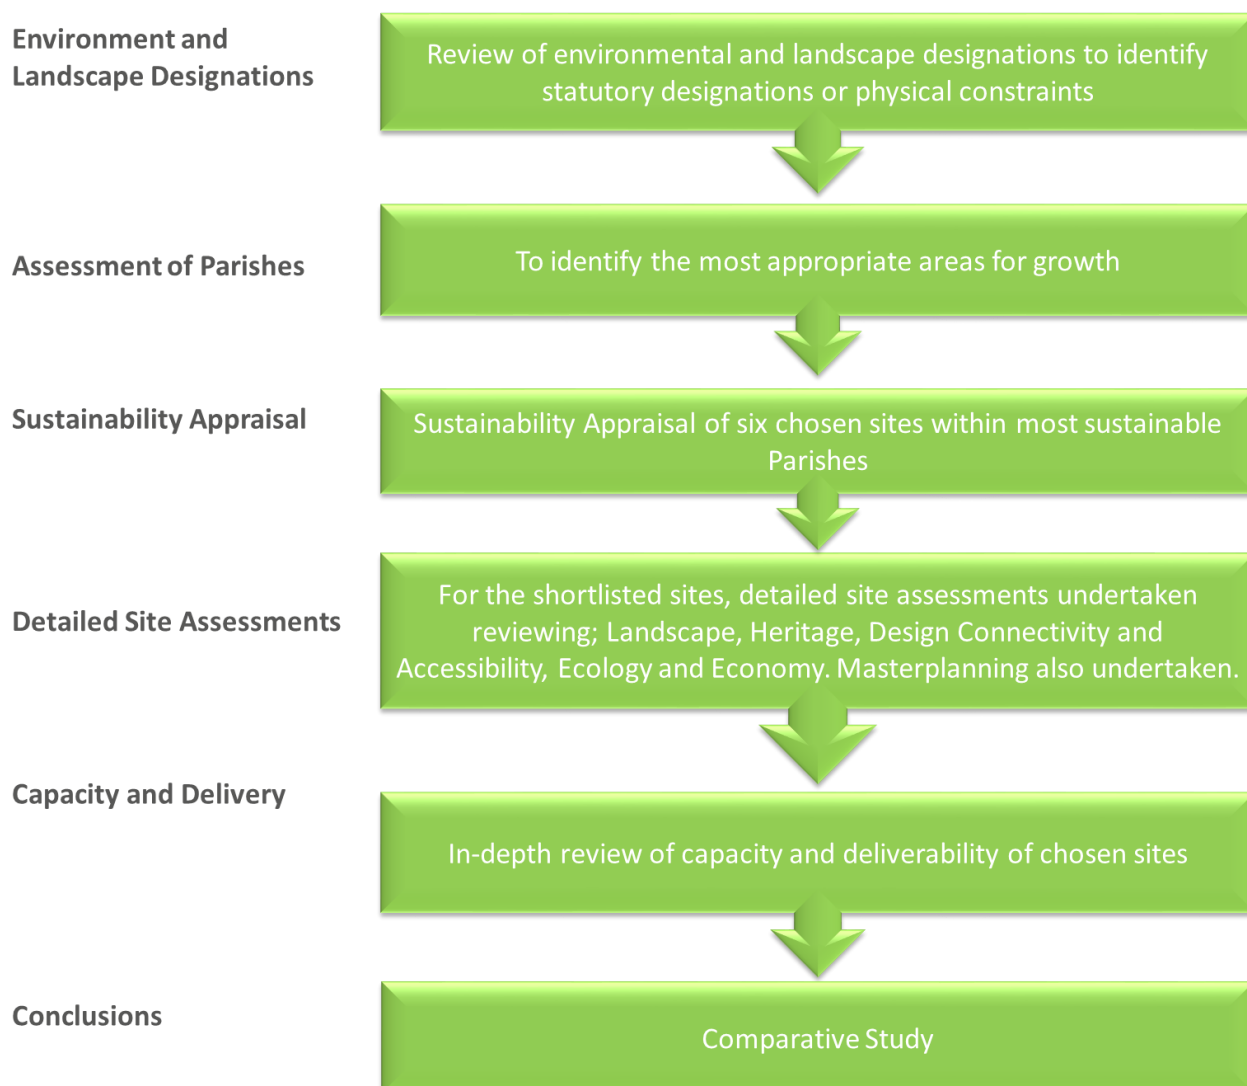 Environment and
Landscape Designations
Review of environmental and landscape designations to identify
statutory designations or physical constraints
Assessment of Parishes
To identify the most appropriate areas for growth
Sustainability Appraisal
Sustainability Appraisal of six chosen sites within most sustainable
Parishes
Detailed Site Assessments
For the shortlisted sites, detailed site assessments undertaken
reviewing; Landscape, Heritage, Design Connectivity and
Accessibility, Ecology and Economy. Masterplanning also undertaken.
Capacity and Delivery
In-depth review of capacity and deliverability of chosen sites
Conclusions
Comparative Study